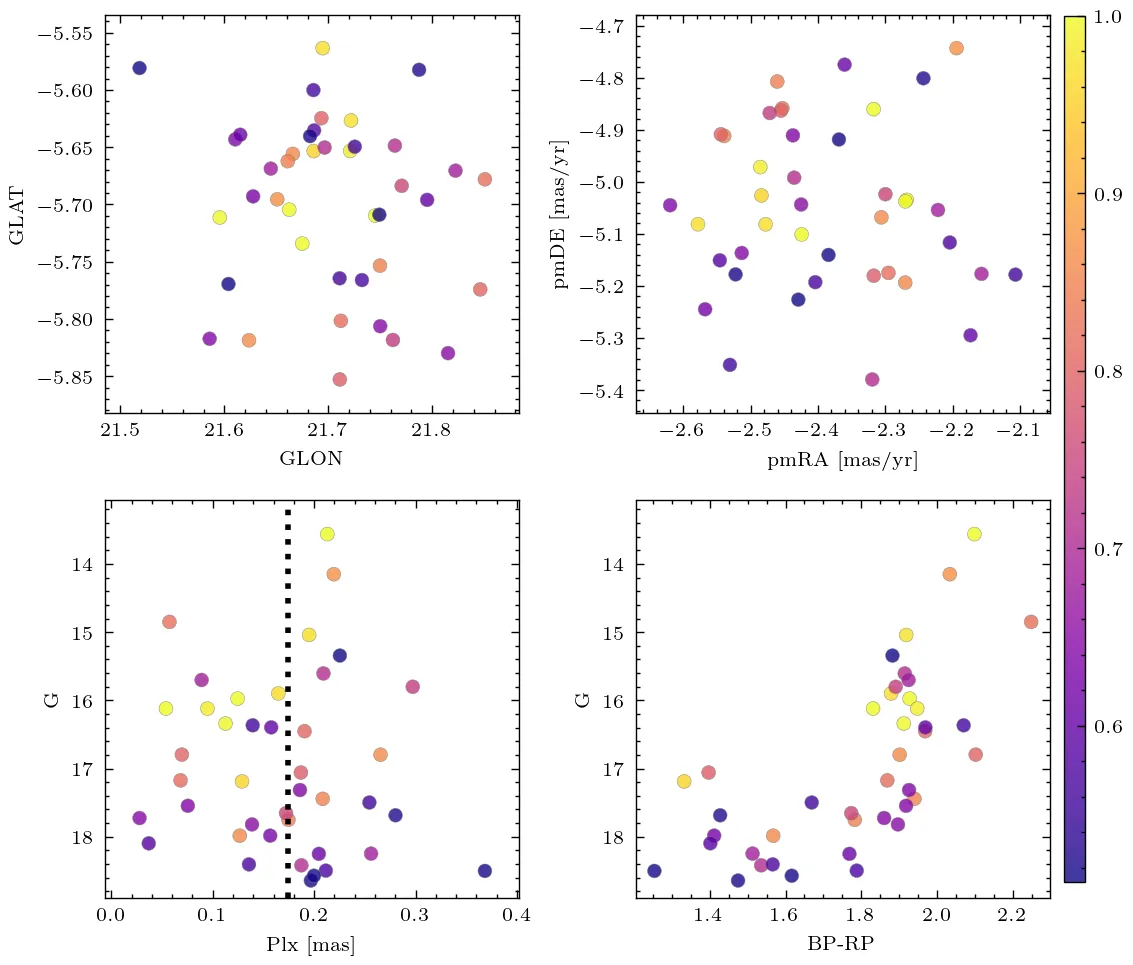 −5.55
−5.60
−5.65
−5.70
−5.75
−5.80
−5.85
GLAT
21.5 21.6 21.7 21.8
GLON
−4.7
−4.8
−4.9
−5.0
−5.1
−5.2
−5.3
−5.4
pmDE [mas/yr]
−2.6 −2.5 −2.4 −2.3 −2.2 −2.1
pmRA [mas/yr]
1.0
0.9
0.8
0.7
0.6
14
15
16
17
18
G
0.0 0.1 0.2 0.3 0.4
Plx [mas]
14
15
16
17
18
G
1.4 1.6 1.8 2.0 2.2
BP-RP